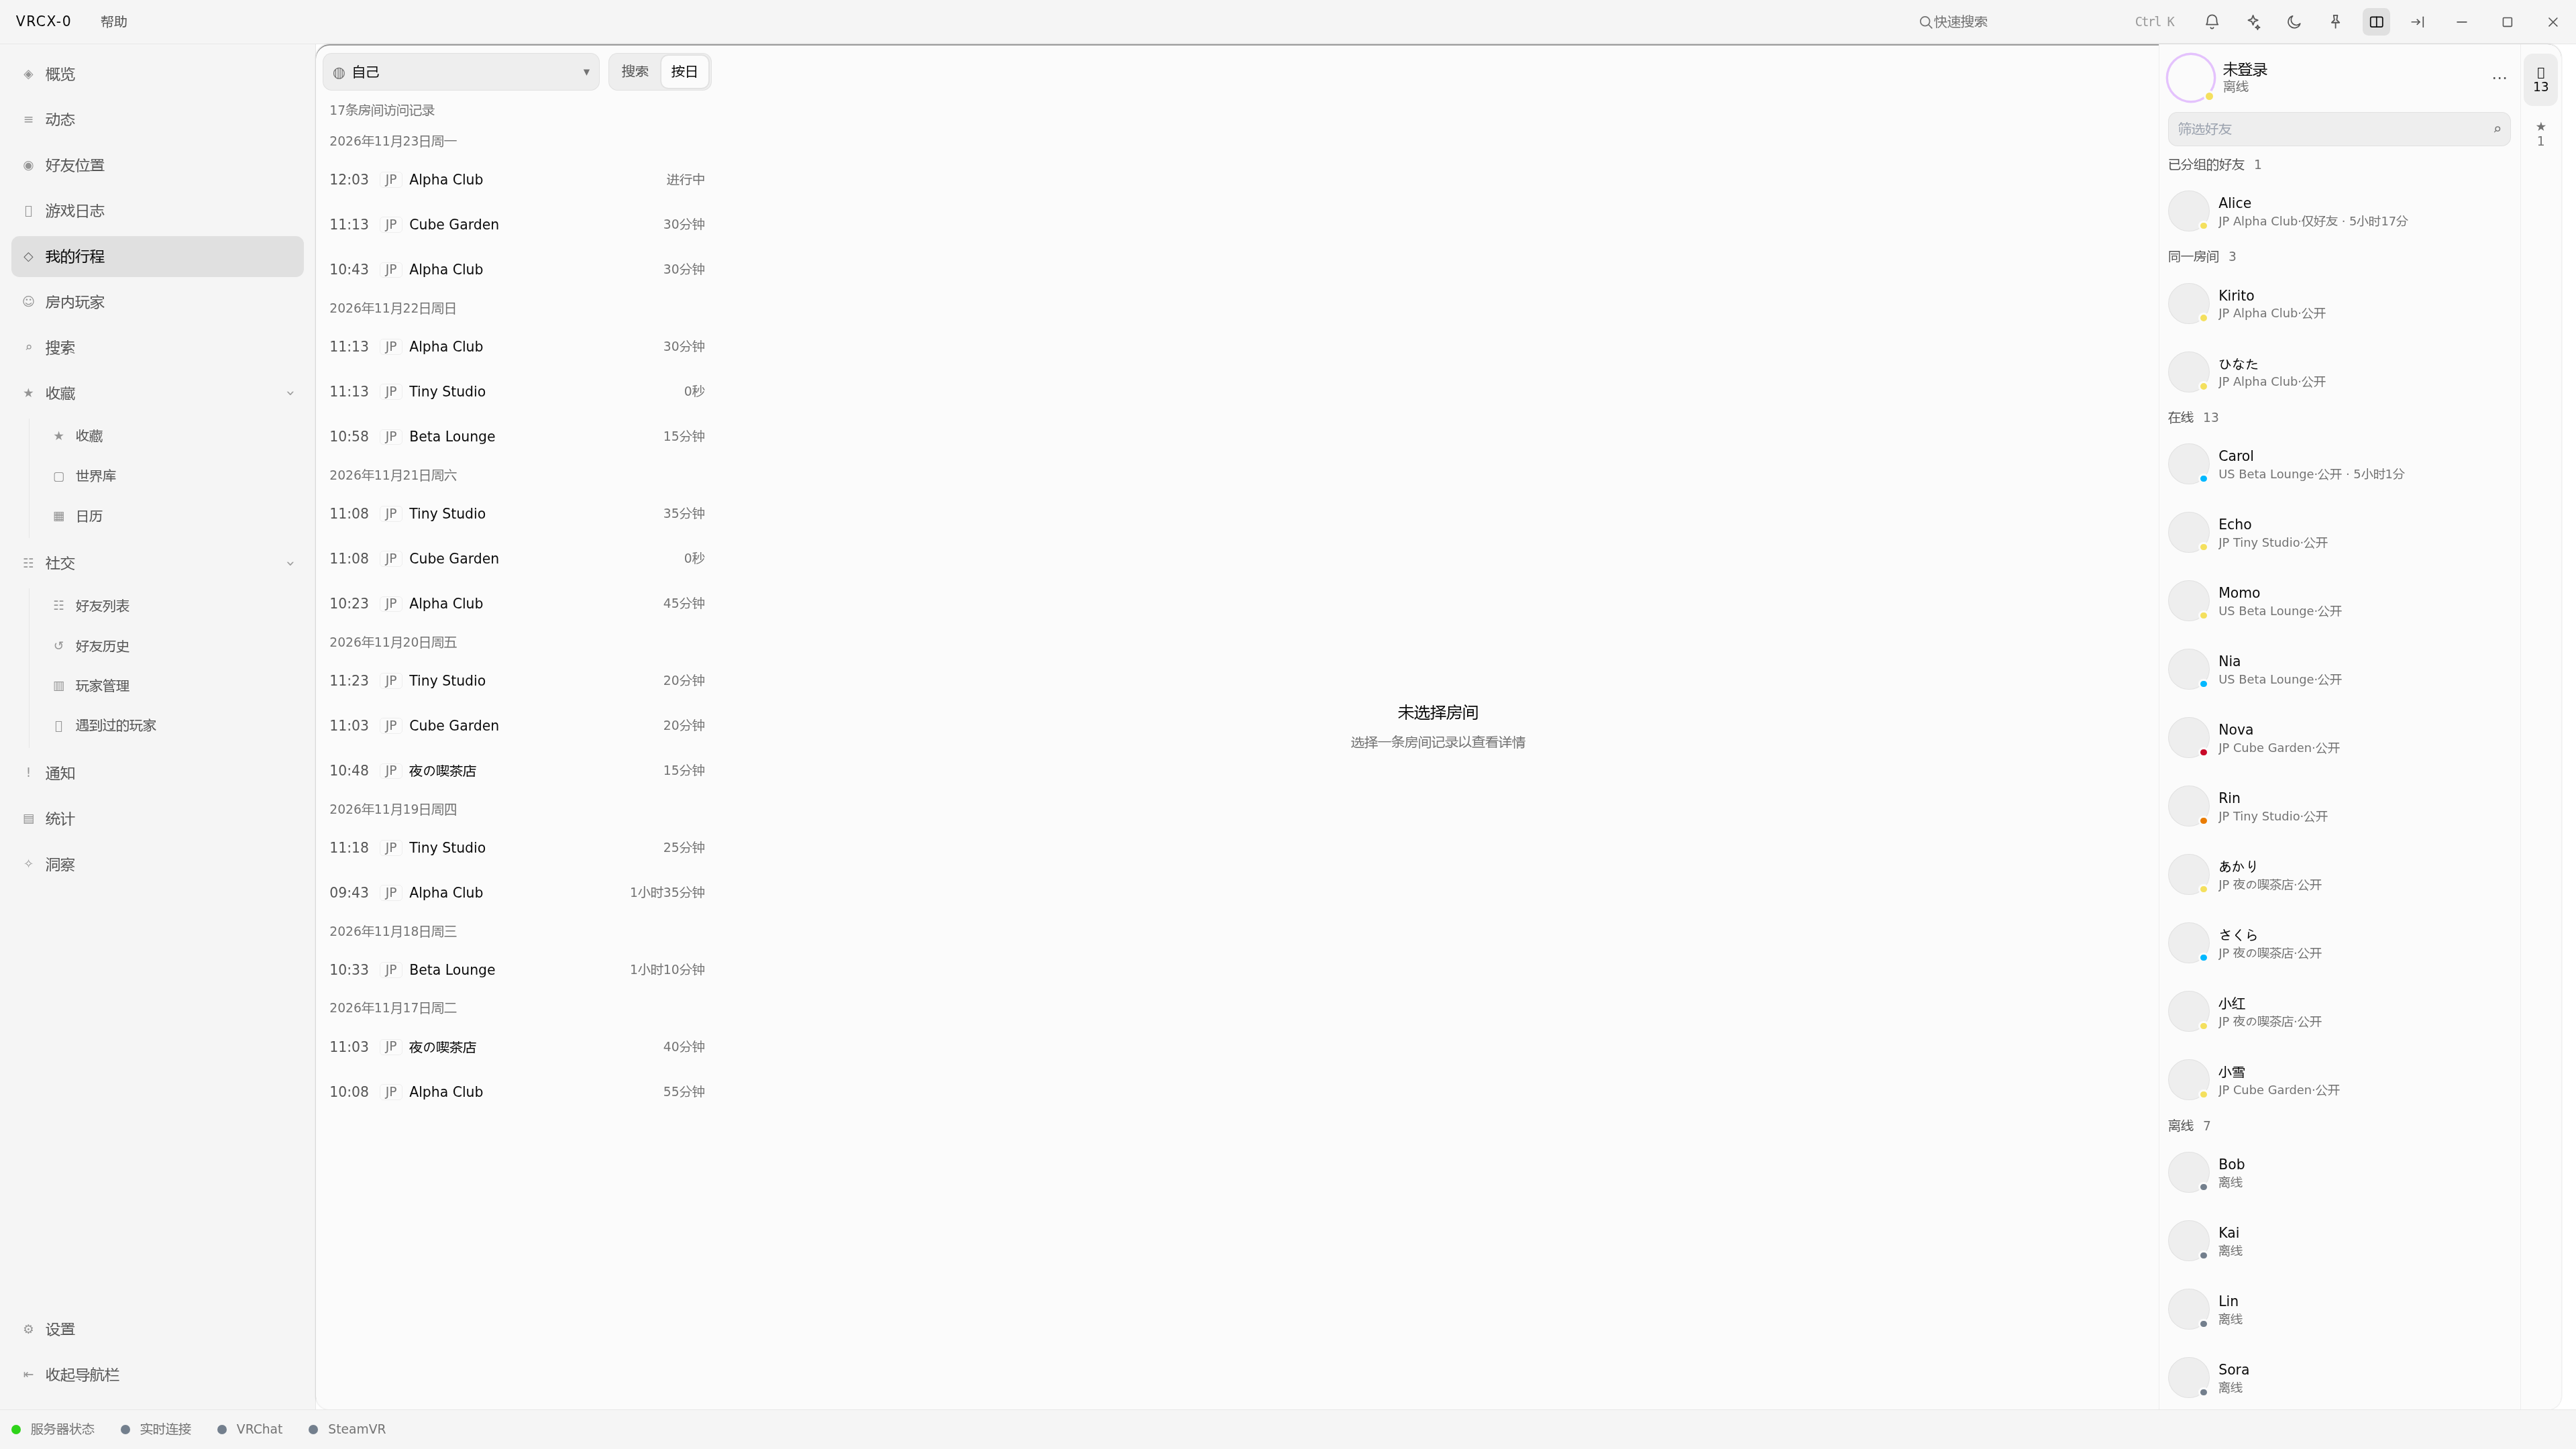 VRCX-0
帮助
快速搜索
Ctrl K
概览
动态
好友位置
游戏日志
我的行程
房内玩家
搜索
收藏
收藏
世界库
日历
社交
好友列表
好友历史
玩家管理
遇到过的玩家
通知
统计
洞察
设置
收起导航栏
自己
搜索 按日
17条房间访问记录
2026年11月23日周一
12:03 JP Alpha Club 进行中
11:13 JP Cube Garden 30分钟
10:43 JP Alpha Club 30分钟
2026年11月22日周日
11:13 JP Alpha Club 30分钟
11:13 JP Tiny Studio 0秒
10:58 JP Beta Lounge 15分钟
2026年11月21日周六
11:08 JP Tiny Studio 35分钟
11:08 JP Cube Garden 0秒
10:23 JP Alpha Club 45分钟
2026年11月20日周五
11:23 JP Tiny Studio 20分钟
11:03 JP Cube Garden 20分钟
10:48 JP 夜の喫茶店 15分钟
2026年11月19日周四
11:18 JP Tiny Studio 25分钟
09:43 JP Alpha Club 1小时35分钟
2026年11月18日周三
10:33 JP Beta Lounge 1小时10分钟
2026年11月17日周二
11:03 JP 夜の喫茶店 40分钟
10:08 JP Alpha Club 55分钟
未选择房间
选择一条房间记录以查看详情
未登录
离线
筛选好友
已分组的好友 1
Alice
JP Alpha Club·仅好友 · 5小时17分
同一房间 3
Kirito
JP Alpha Club·公开
ひなた
JP Alpha Club·公开
在线 13
Carol
US Beta Lounge·公开 · 5小时1分
Echo
JP Tiny Studio·公开
Momo
US Beta Lounge·公开
Nia
US Beta Lounge·公开
Nova
JP Cube Garden·公开
Rin
JP Tiny Studio·公开
あかり
JP 夜の喫茶店·公开
さくら
JP 夜の喫茶店·公开
小红
JP 夜の喫茶店·公开
小雪
JP Cube Garden·公开
离线 7
Bob
离线
Kai
离线
Lin
离线
Sora
离线
13
1
服务器状态
实时连接
VRChat
SteamVR